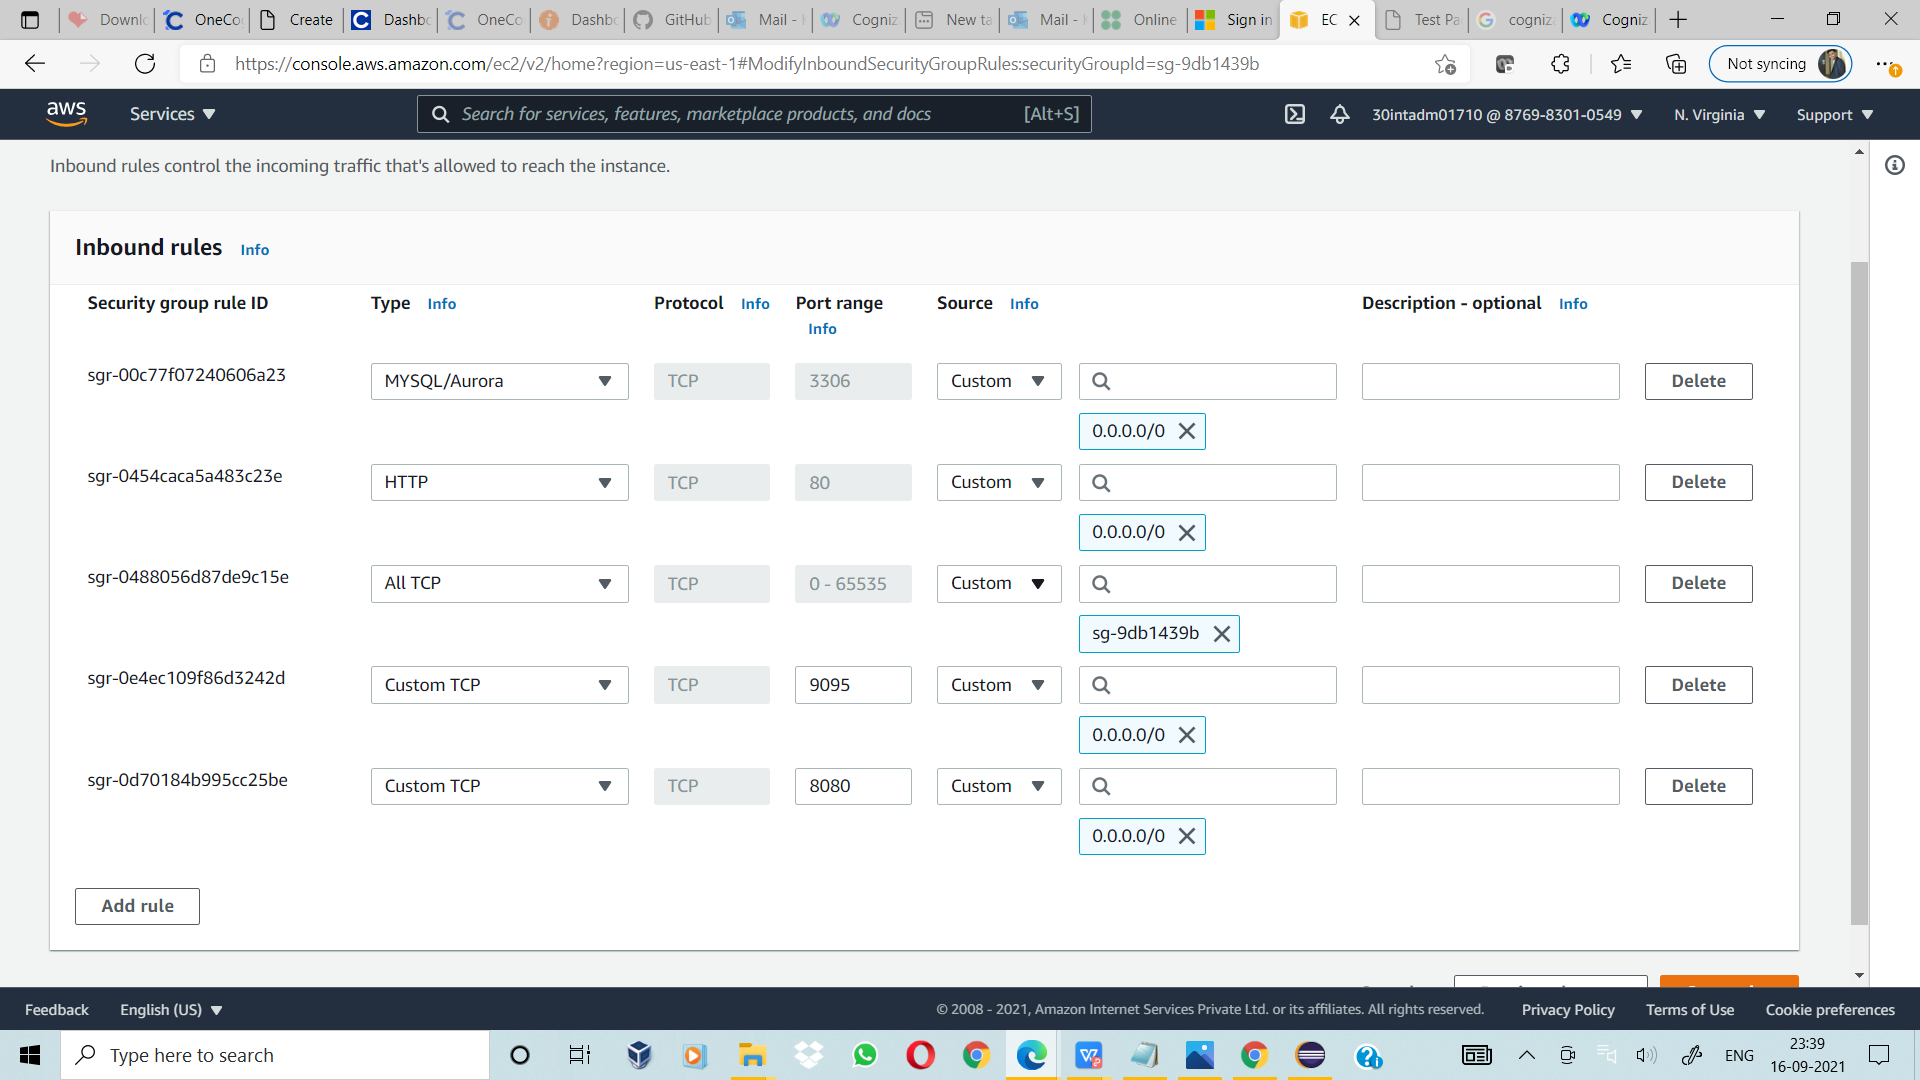 Downlo
OneCo
Create
Dashbo
OneCo
Dashbo
GitHub
Mail -
Cogniz
New ta
Mail -
Online
Sign in
EC
Test Pa
cogniza
Cogniz
https://console.aws.amazon.com/ec2/v2/home?region=us-east-1#ModifyInboundSecurityGroupRules:securityGroupId=sg-9db1439b
Not syncing
aws
Services
Search for services, features, marketplace products, and docs [Alt+S]
30intadm01710 @ 8769-8301-0549
N. Virginia
Support
Inbound rules control the incoming traffic that's allowed to reach the instance.
Inbound rules Info
Security group rule ID Type Info Protocol Info Port range Source Info Description - optional Info
Info
sgr-00c77f07240606a23 MYSQL/Aurora TCP 3306 Custom Delete
0.0.0.0/0
sgr-0454caca5a483c23e HTTP TCP 80 Custom Delete
0.0.0.0/0
sgr-0488056d87de9c15e All TCP TCP 0 - 65535 Custom Delete
sg-9db1439b
sgr-0e4ec109f86d3242d Custom TCP TCP 9095 Custom Delete
0.0.0.0/0
sgr-0d70184b995cc25be Custom TCP TCP 8080 Custom Delete
0.0.0.0/0
Add rule
Feedback English (US) © 2008 - 2021, Amazon Internet Services Private Ltd. or its affiliates. All rights reserved. Privacy Policy Terms of Use Cookie preferences
Type here to search
ENG
23:39
16-09-2021